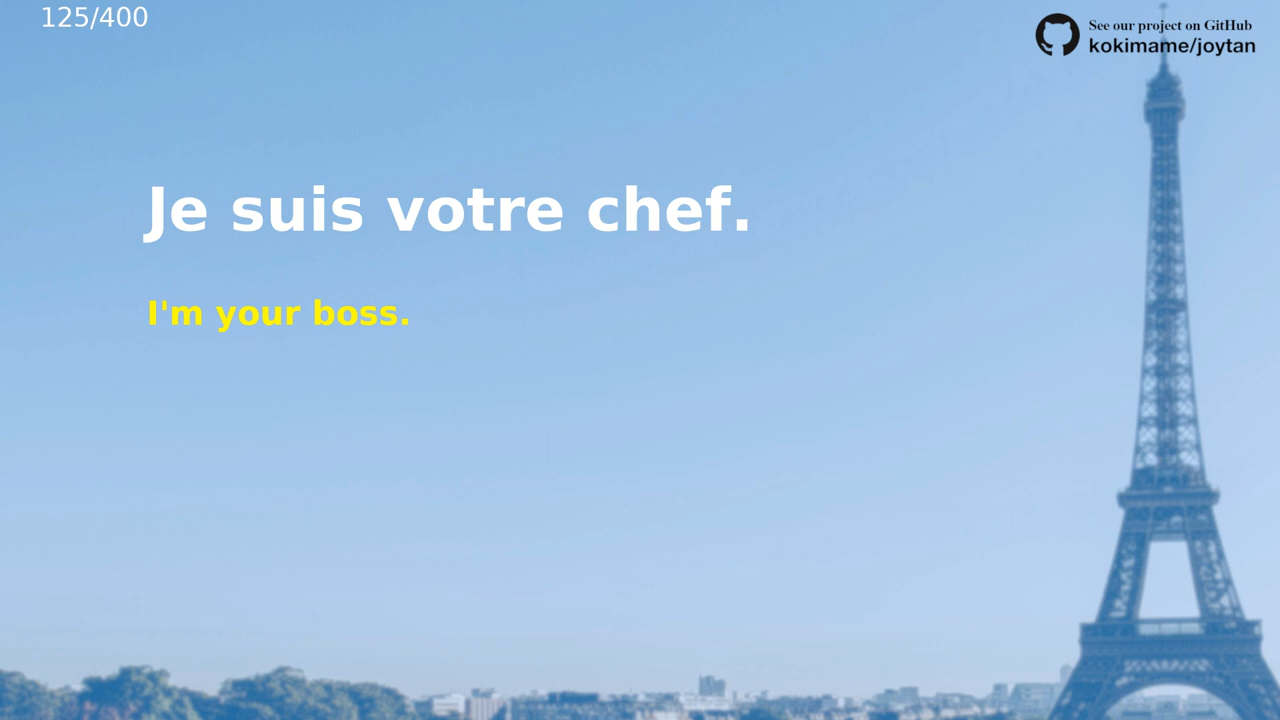 125/400
See our project on GitHub
kokimame/joytan
Je suis votre chef.
I'm your boss.